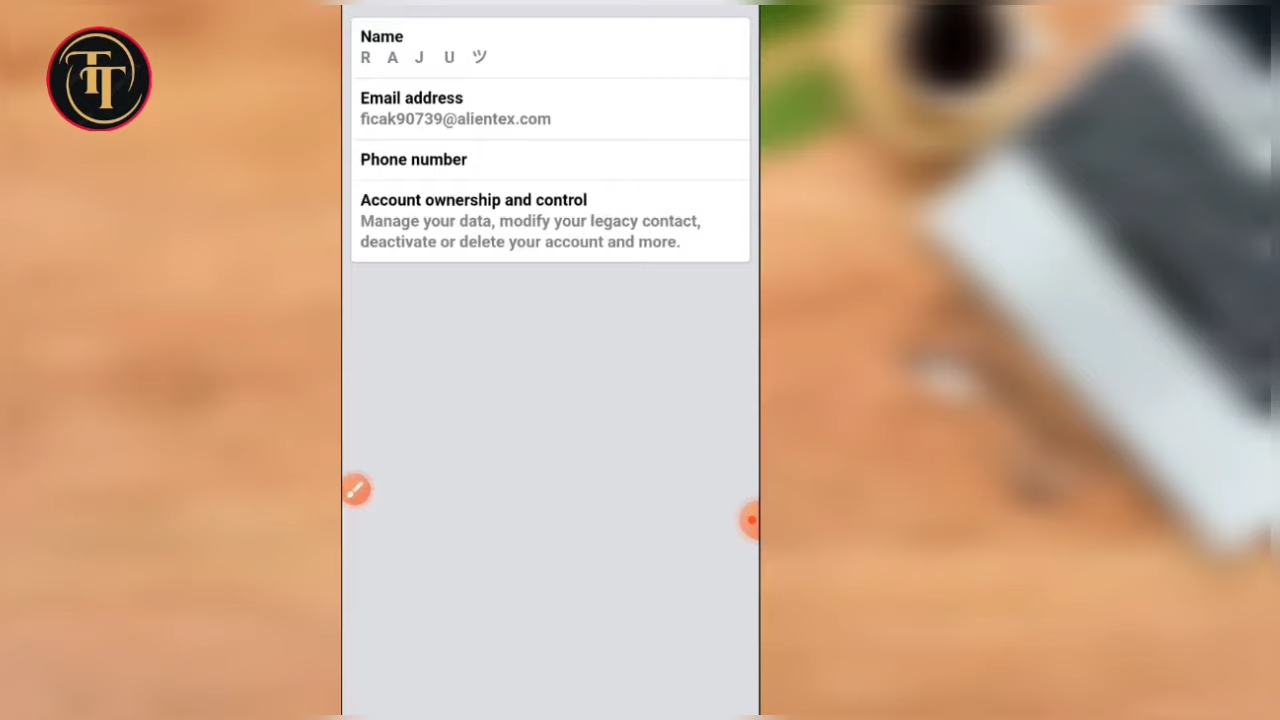 TT
Name
R A J U ツ
Email address
ficak90739@alientex.com
Phone number
Account ownership and control
Manage your data, modify your legacy contact,
deactivate or delete your account and more.